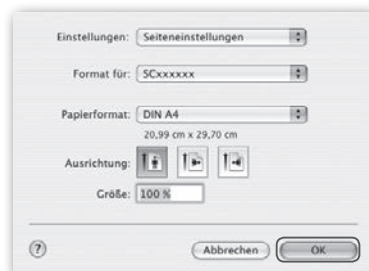 Einstellungen: Seiteneinstellungen
Format für: SCxxxxxx
Papierformat: DIN A4
20,99 cm x 29,70 cm
Ausrichtung:
Größe: 100 %
? Abbrechen OK